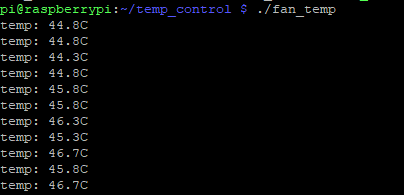 pi@raspberrypi:~/temp_control $ ./fan_temp
temp: 44.8C
temp: 44.8C
temp: 44.3C
temp: 44.8C
temp: 45.8C
temp: 45.8C
temp: 46.3C
temp: 45.3C
temp: 46.7C
temp: 45.8C
temp: 46.7C